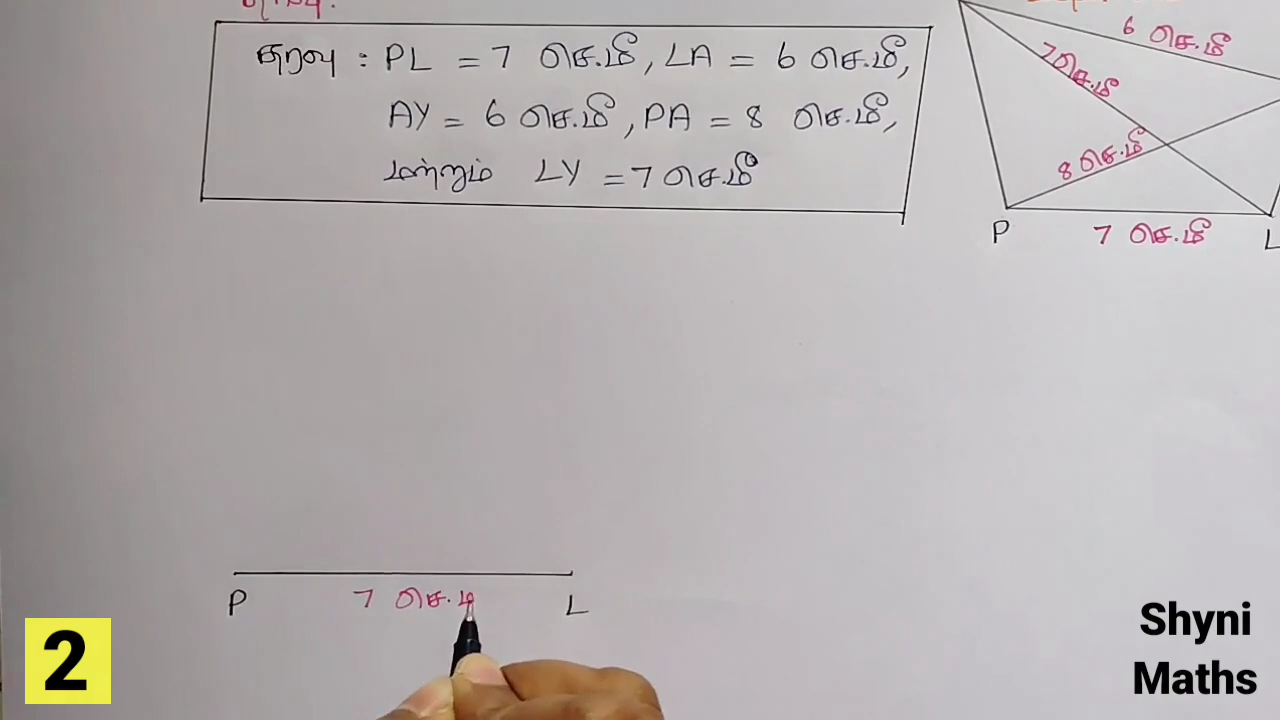 தரவு : PL = 7 செ.மீ, LA = 6 செ.மீ,
AY = 6 செ.மீ, PA = 8 செ.மீ,
மற்றும் LY = 7 செ.மீ
6 செ.மீ
7 செ.மீ
8 செ.மீ
P
7 செ.மீ
L
P
7 செ.மீ
L
2
Shyni
Maths